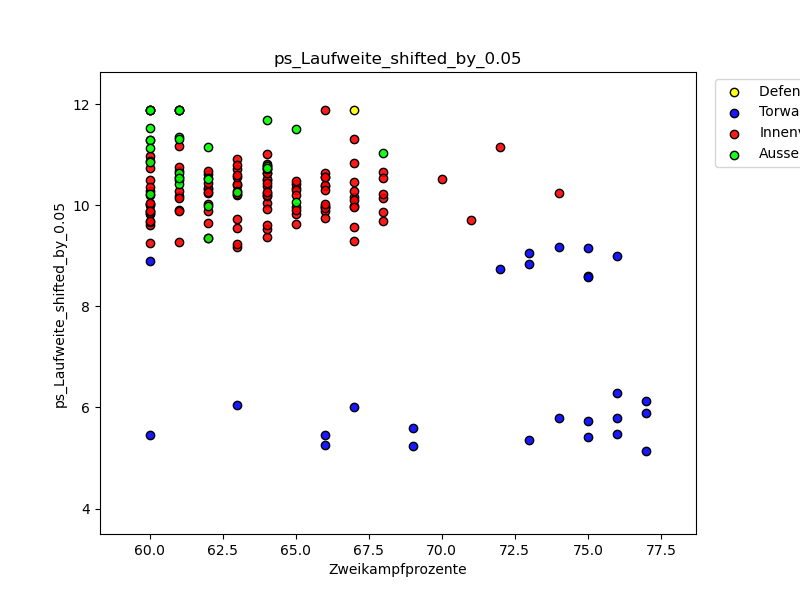 ps_Laufweite_shifted_by_0.05
12
10
8
6
4
ps_Laufweite_shifted_by_0.05
60.0 62.5 65.0 67.5 70.0 72.5 75.0 77.5
Zweikampfprozente
Defen
Torwa
Innen
Ausse